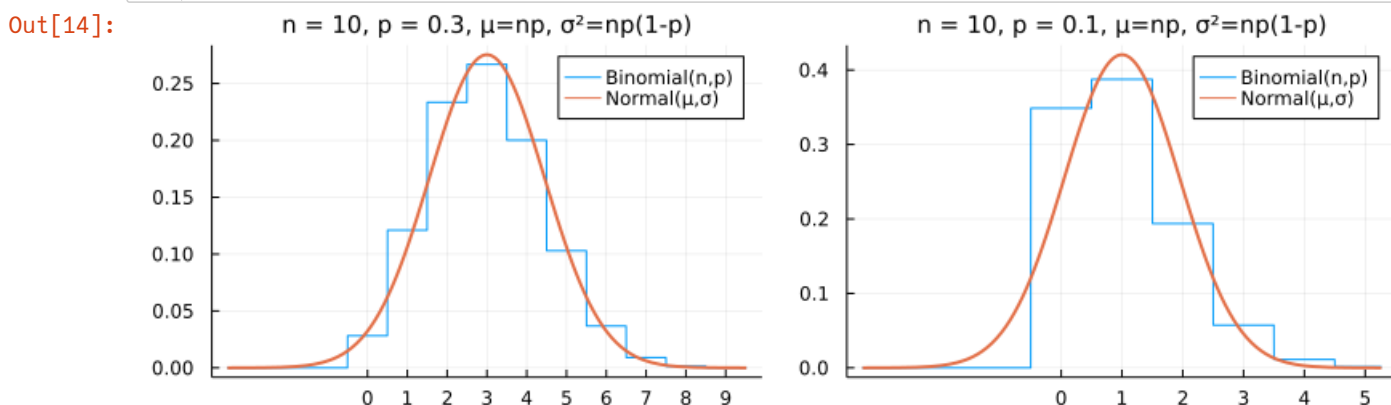 Out[14]:
n = 10, p = 0.3, μ=np, σ²=np(1-p)
Binomial(n,p)
Normal(μ,σ)
0.25
0.20
0.15
0.10
0.05
0.00
0 1 2 3 4 5 6 7 8 9
n = 10, p = 0.1, μ=np, σ²=np(1-p)
Binomial(n,p)
Normal(μ,σ)
0.4
0.3
0.2
0.1
0.0
0 1 2 3 4 5